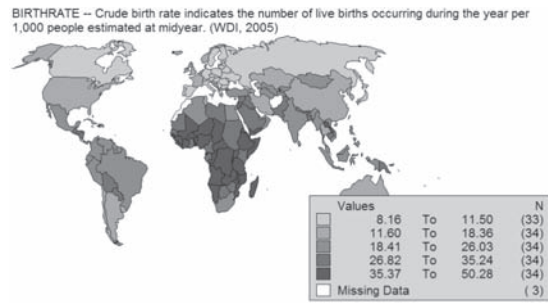 BIRTHRATE -- Crude birth rate indicates the number of live births occurring during the year per
1,000 people estimated at midyear. (WDI, 2005)
Values N
8.16 To 11.50 (33)
11.60 To 18.36 (34)
18.41 To 26.03 (34)
26.82 To 35.24 (34)
35.37 To 50.28 (34)
Missing Data ( 3)